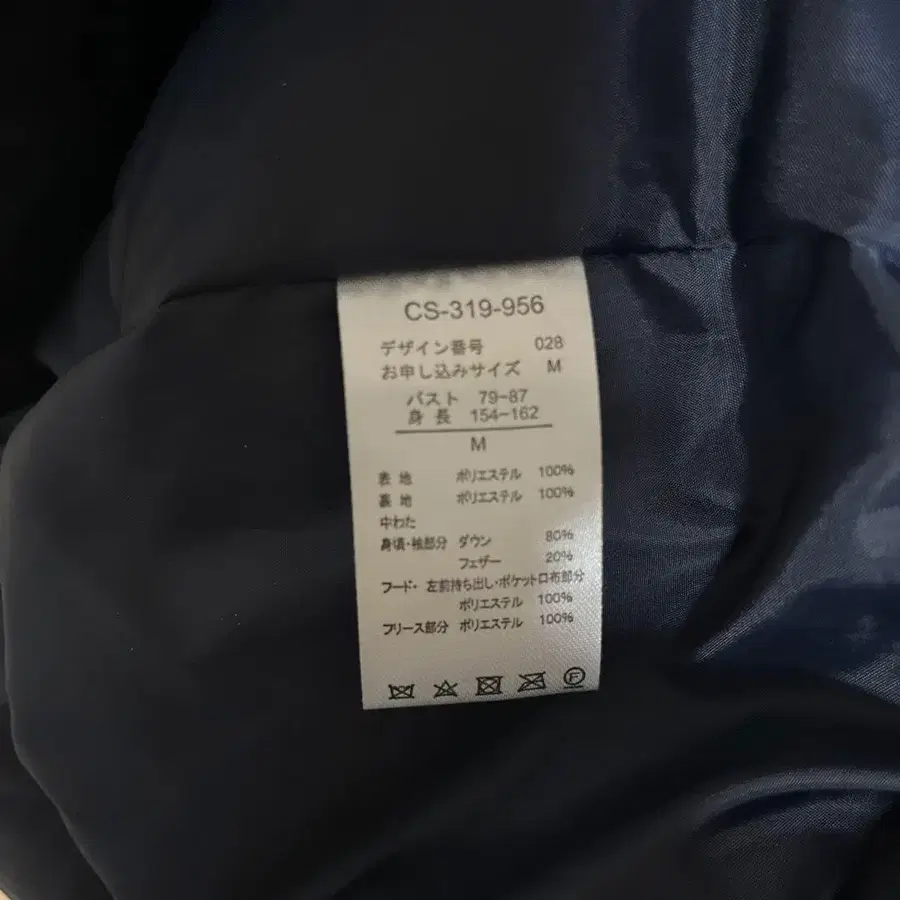 CS-319-956
デザイン番号 028
お申し込みサイズ M
バスト 79-87
身長 154-162
M
表地 ポリエステル 100%
裏地 ポリエステル 100%
中わた
身頃・袖部分 ダウン 80%
フェザー 20%
フード・左前持ち出し・ポケット口布部分
ポリエステル 100%
フリース部分 ポリエステル 100%
F